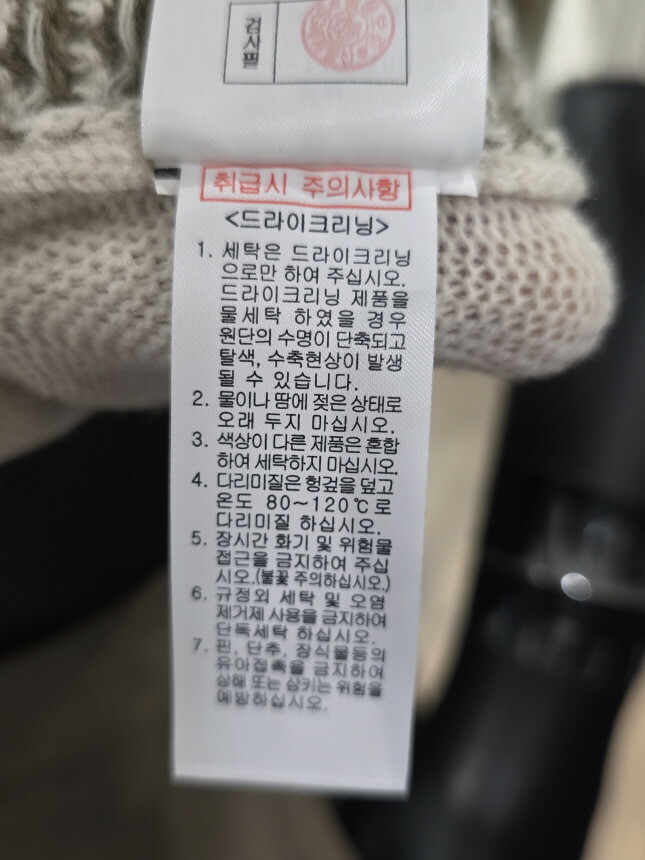 검사필
취급시 주의사항
<드라이크리닝>
1. 세탁은 드라이크리닝
으로만 하여 주십시오.
드라이크리닝 제품을
물세탁 하였을 경우
원단의 수명이 단축되고
탈색, 수축현상이 발생
될 수 있습니다.
2. 물이나 땀에 젖은 상태로
오래 두지 마십시오.
3. 색상이 다른 제품은 혼합
하여 세탁하지 마십시오.
4. 다리미질은 헝겊을 덮고
온도 80~120℃로
다리미질 하십시오.
5. 장시간 화기 및 위험물
접근을 금지하여 주십
시오.(불꽃 주의하십시오.)
6. 규정외 세탁 및 오염
제거제 사용을 금지하여
단독세탁 하십시오.
7. 핀, 단추, 장식물등의
유아접촉을 금지하여
상해 또는 삼키는 위험을
예방하십시오.